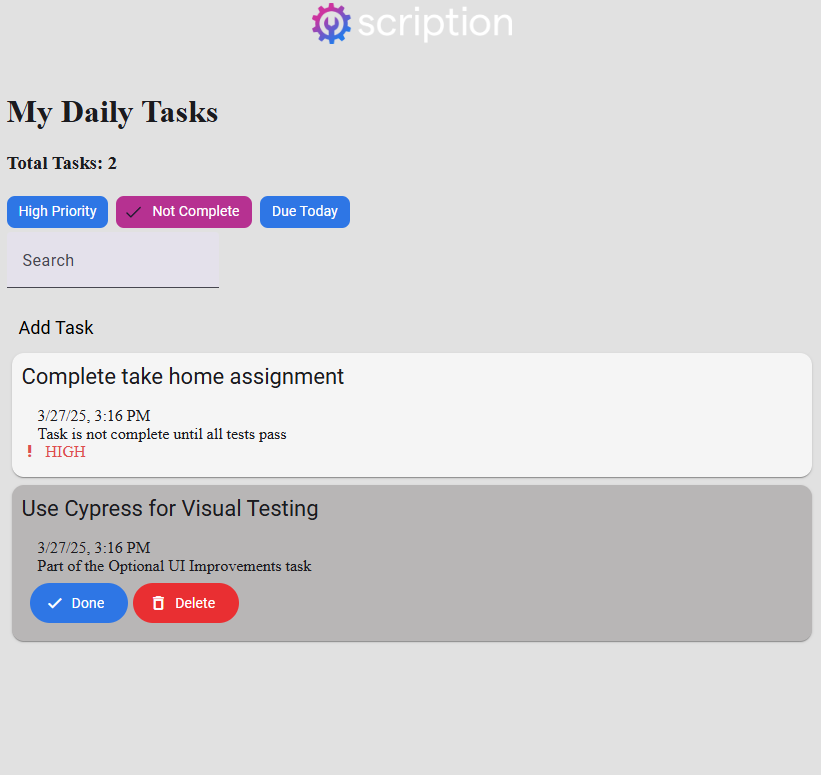 scription
My Daily Tasks
Total Tasks: 2
High Priority Not Complete Due Today
Search
Add Task
Complete take home assignment
3/27/25, 3:16 PM
Task is not complete until all tests pass
! HIGH
Use Cypress for Visual Testing
3/27/25, 3:16 PM
Part of the Optional UI Improvements task
Done Delete